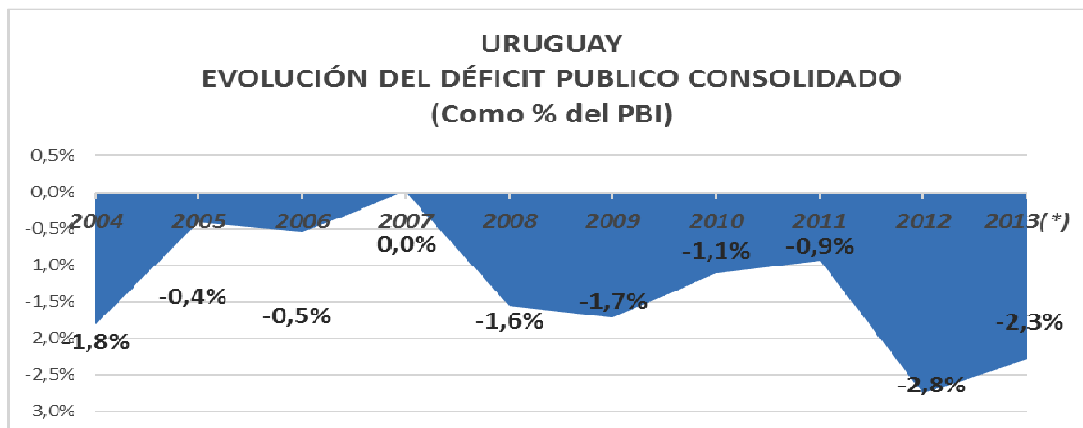 URUGUAY
EVOLUCIÓN DEL DÉFICIT PUBLICO CONSOLIDADO
(Como % del PBI)
0,5%
0,0%
2004 2005 2006 2007 2008 2009 2010 2011 2012 2013(*)
-0,5%
0,0% -1,1% -0,9%
1,0%
-0,4%
-1,5%
-0,5% -1,6% -1,7% -2,3%
2,0%
-1,8%
-2,5%
-2,8%
3,0%